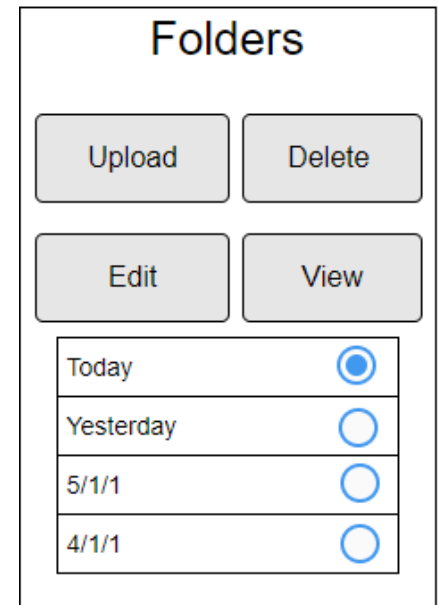 Folders
Upload Delete
Edit View
Today
Yesterday
5/1/1
4/1/1